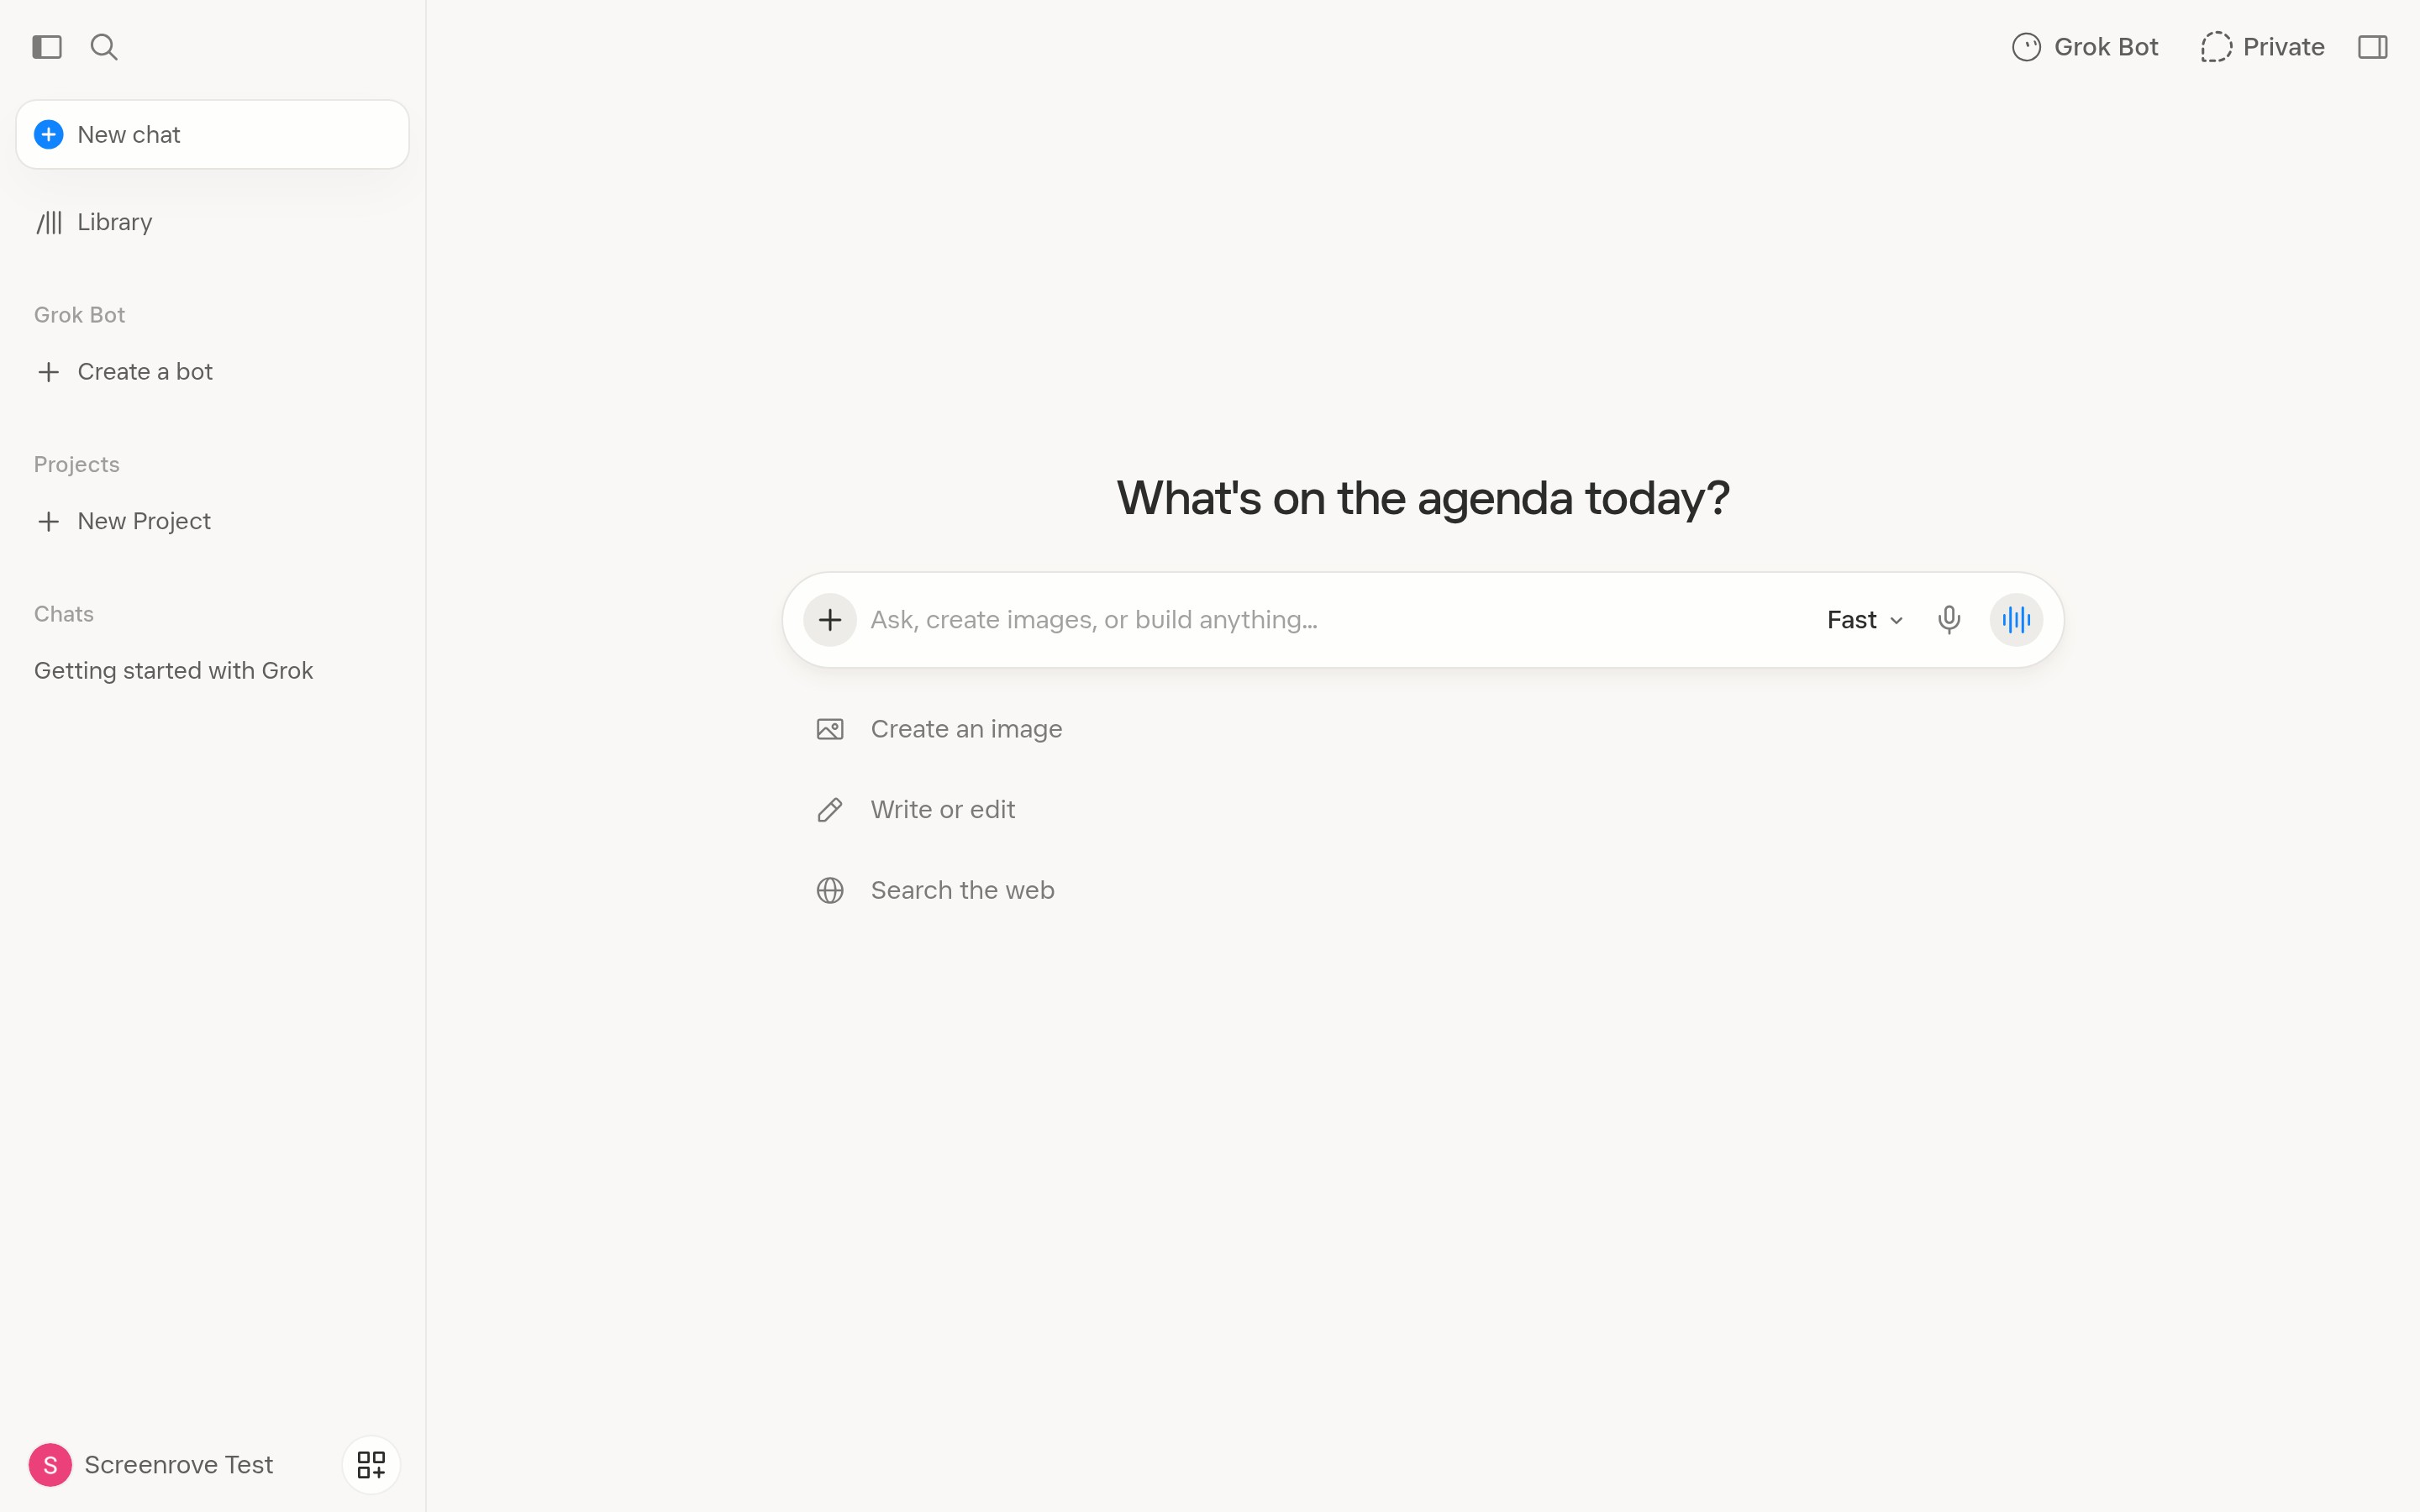 Grok Bot
Private
New chat
Library
Grok Bot
Create a bot
Projects
New Project
Chats
Getting started with Grok
What's on the agenda today?
Ask, create images, or build anything...
Fast
Create an image
Write or edit
Search the web
S
Screenrove Test